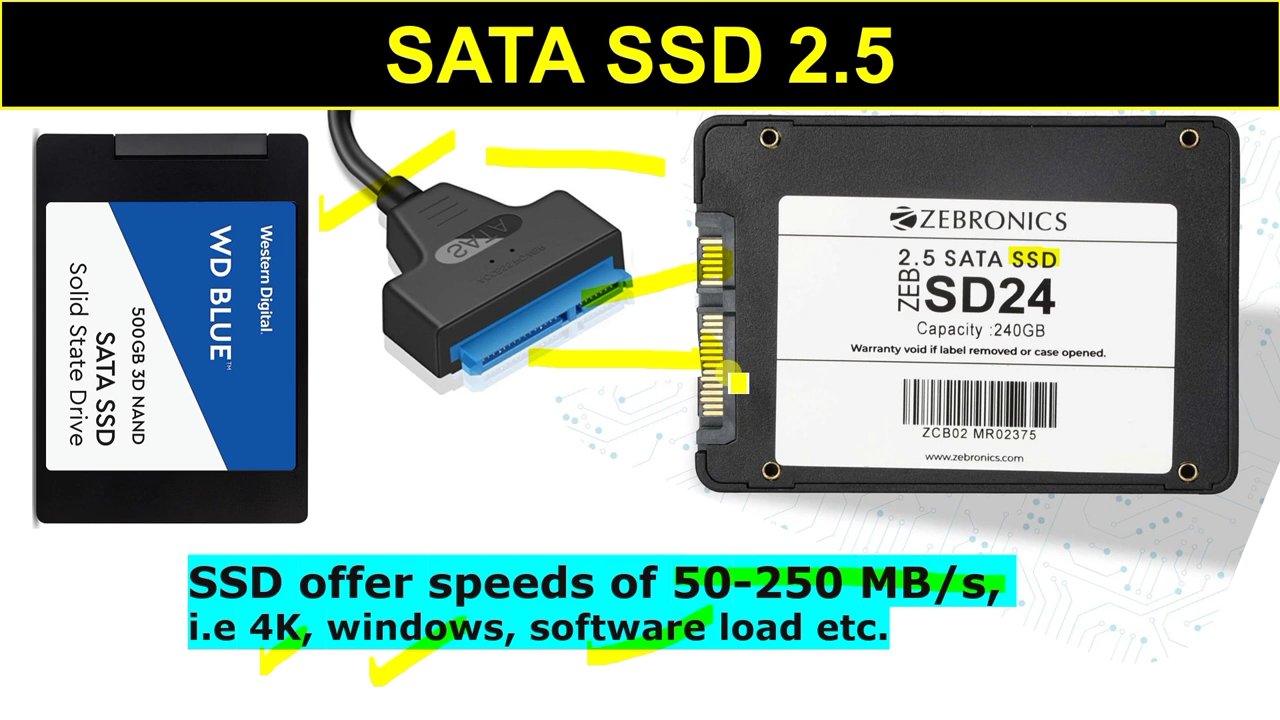 SATA SSD 2.5
Western Digital.
WD BLUE™
500GB 3D NAND
SATA SSD
Solid State Drive
SATA
ZEBRONICS
2.5 SATA SSD
ZEB SD24
Capacity :240GB
Warranty void if label removed or case opened.
ZCB02 MR02375
www.zebronics.com
SSD offer speeds of 50-250 MB/s,
i.e 4K, windows, software load etc.